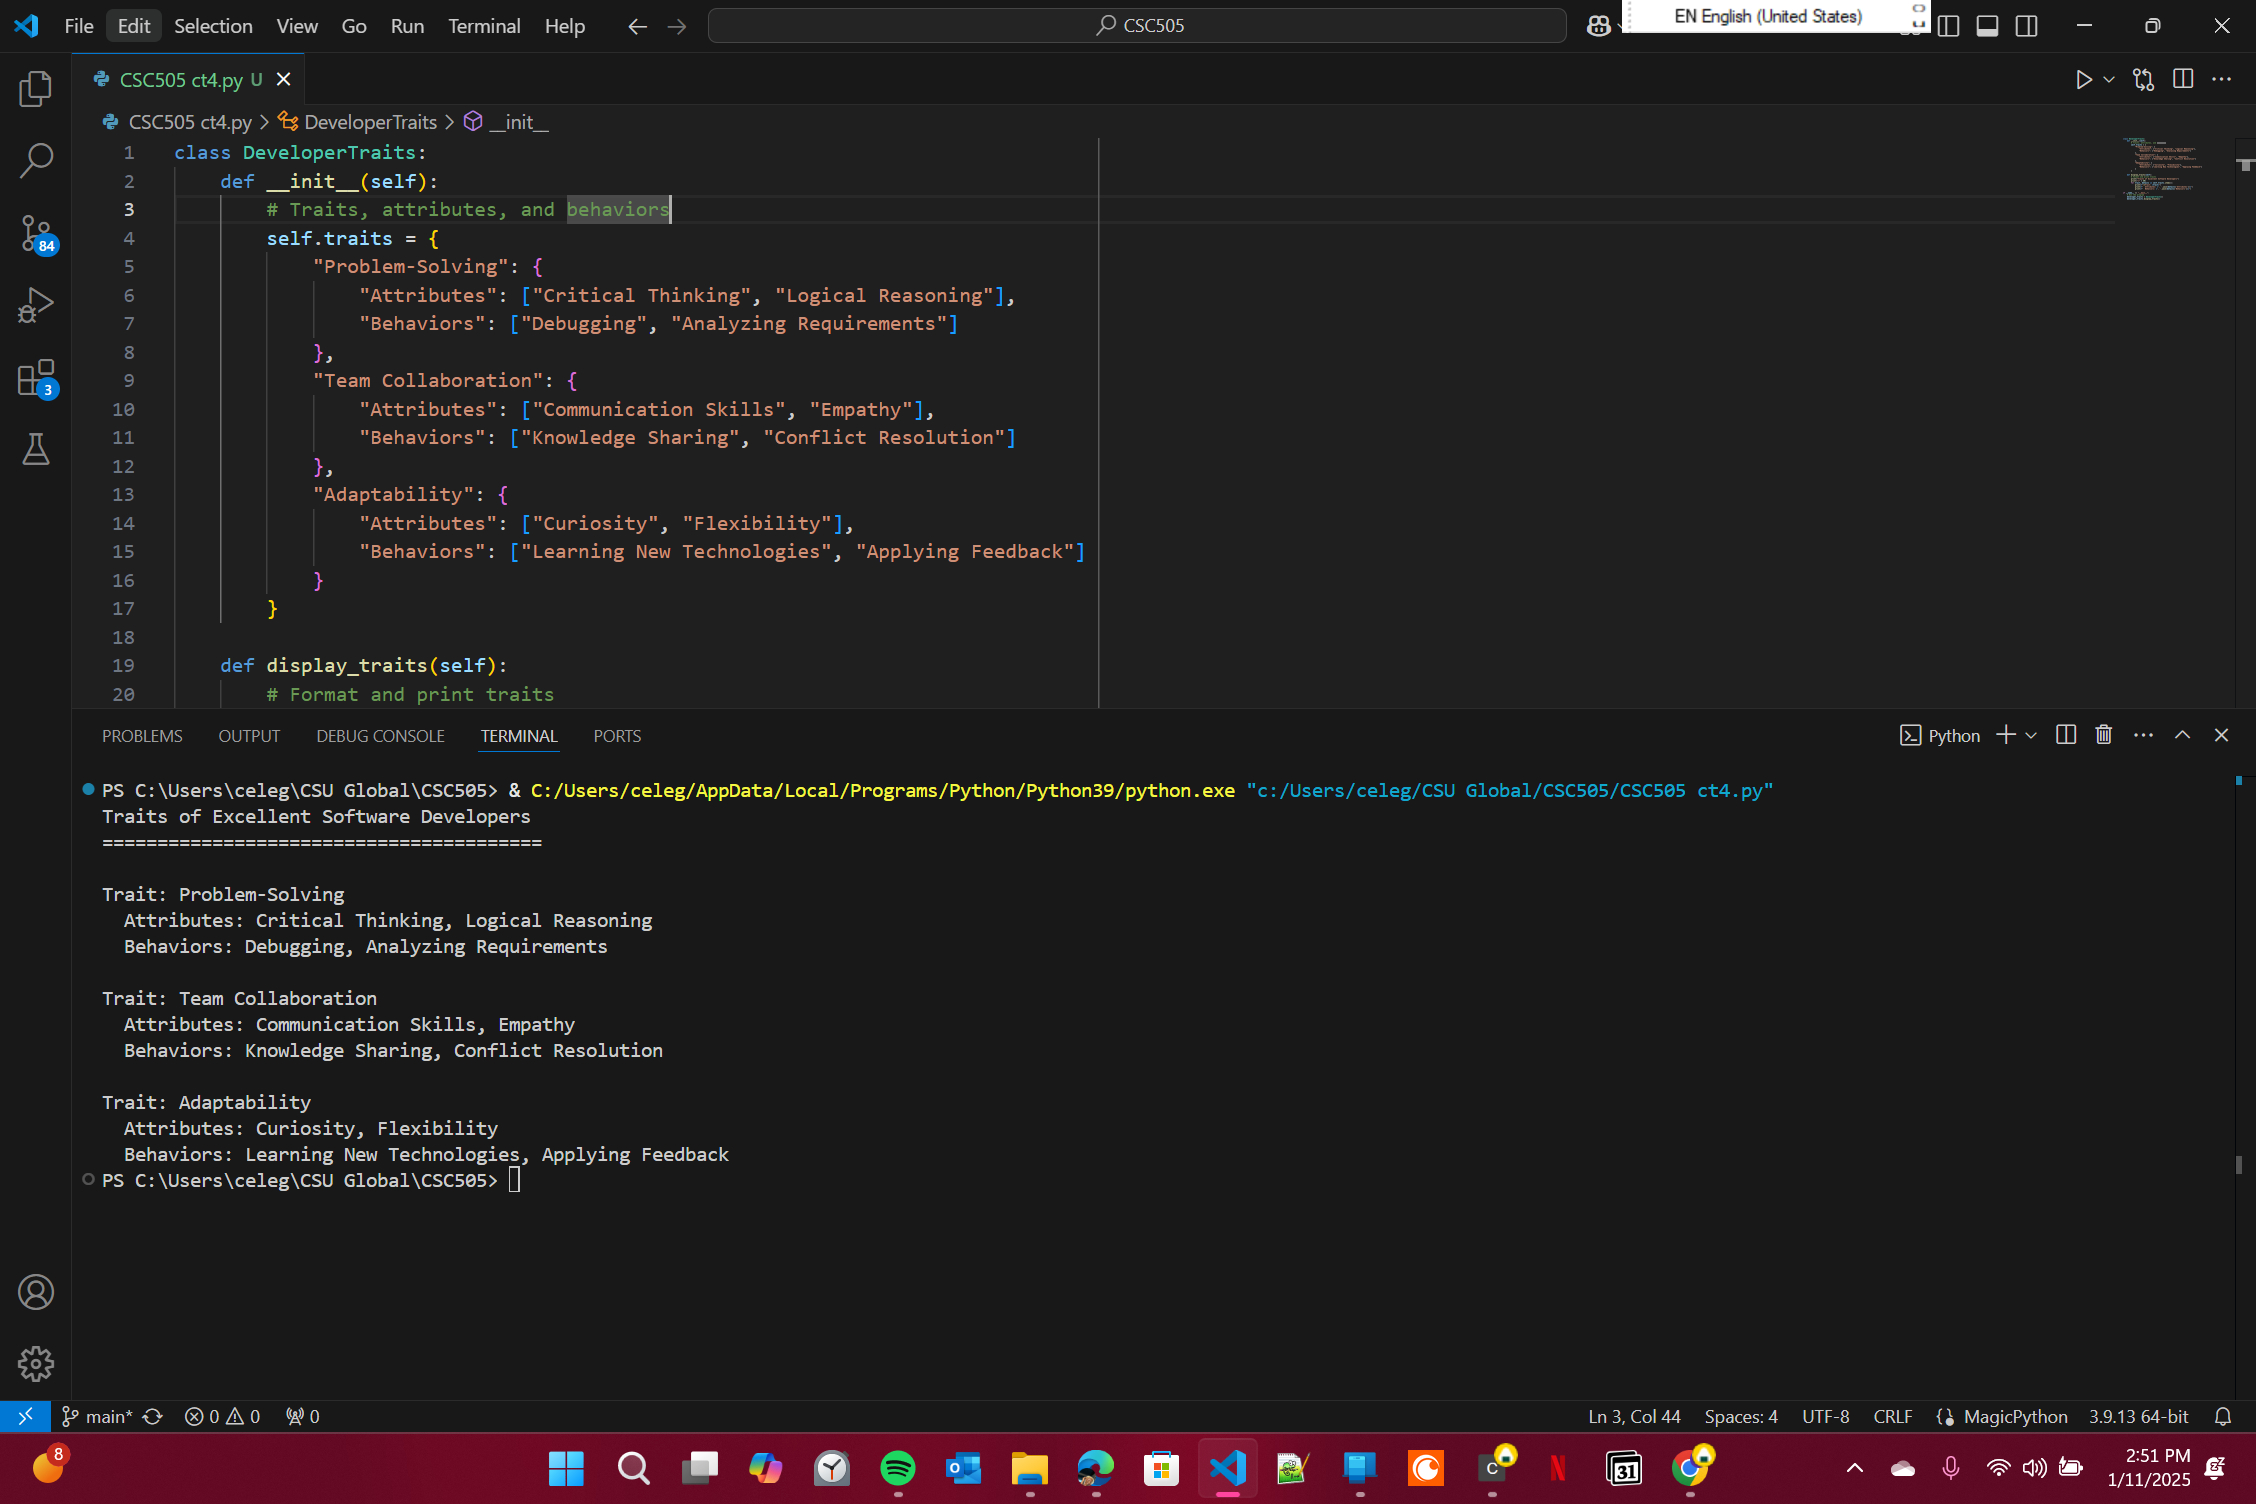 File Edit Selection View Go Run Terminal Help
CSC505
EN English (United States)
CSC505 ct4.py U
CSC505 ct4.py > DeveloperTraits > __init__
1 class DeveloperTraits:
2 def __init__(self):
3 # Traits, attributes, and behaviors
4 self.traits = {
5 "Problem-Solving": {
6 "Attributes": ["Critical Thinking", "Logical Reasoning"],
7 "Behaviors": ["Debugging", "Analyzing Requirements"]
8 },
9 "Team Collaboration": {
10 "Attributes": ["Communication Skills", "Empathy"],
11 "Behaviors": ["Knowledge Sharing", "Conflict Resolution"]
12 },
13 "Adaptability": {
14 "Attributes": ["Curiosity", "Flexibility"],
15 "Behaviors": ["Learning New Technologies", "Applying Feedback"]
16 }
17 }
18
19 def display_traits(self):
20 # Format and print traits
84
3
PROBLEMS OUTPUT DEBUG CONSOLE TERMINAL PORTS
Python
PS C:\Users\celeg\CSU Global\CSC505> & C:/Users/celeg/AppData/Local/Programs/Python/Python39/python.exe "c:/Users/celeg/CSU Global/CSC505/CSC505 ct4.py"
Traits of Excellent Software Developers
========================================
Trait: Problem-Solving
Attributes: Critical Thinking, Logical Reasoning
Behaviors: Debugging, Analyzing Requirements
Trait: Team Collaboration
Attributes: Communication Skills, Empathy
Behaviors: Knowledge Sharing, Conflict Resolution
Trait: Adaptability
Attributes: Curiosity, Flexibility
Behaviors: Learning New Technologies, Applying Feedback
PS C:\Users\celeg\CSU Global\CSC505>
main* 0 0 0
Ln 3, Col 44 Spaces: 4 UTF-8 CRLF MagicPython 3.9.13 64-bit
8
C
31
2:51 PM
1/11/2025